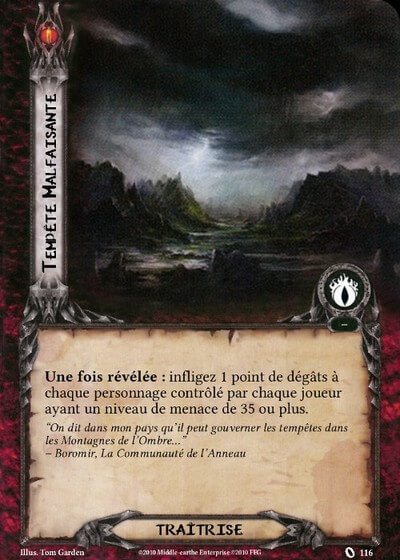 TEMPÊTE MALFAISANTE
–
Une fois révélée : infligez 1 point de dégâts à
chaque personnage contrôlé par chaque joueur
ayant un niveau de menace de 35 ou plus.
“On dit dans mon pays qu'il peut gouverner les tempêtes dans
les Montagnes de l'Ombre...”
– Boromir, La Communauté de l'Anneau
TRAÎTRISE
Illus. Tom Garden
©2010 Middle-earthe Enterprise ©2010 FFG
116